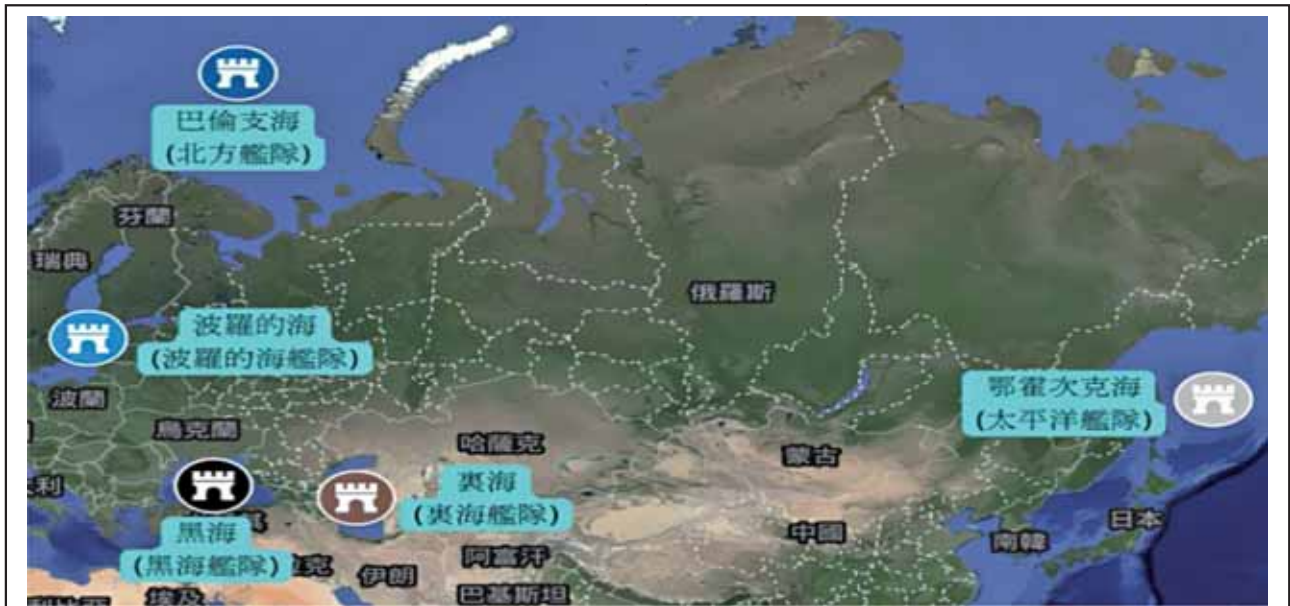 巴倫支海
(北方艦隊)
芬蘭
瑞典
俄羅斯
波羅的海
(波羅的海艦隊)
波蘭
烏克蘭
鄂霍次克海
(太平洋艦隊)
哈薩克
蒙古
裏海
(裏海艦隊)
黑海
(黑海艦隊)
中國
日本
南韓
阿富汗
伊朗
巴基斯坦
埃及